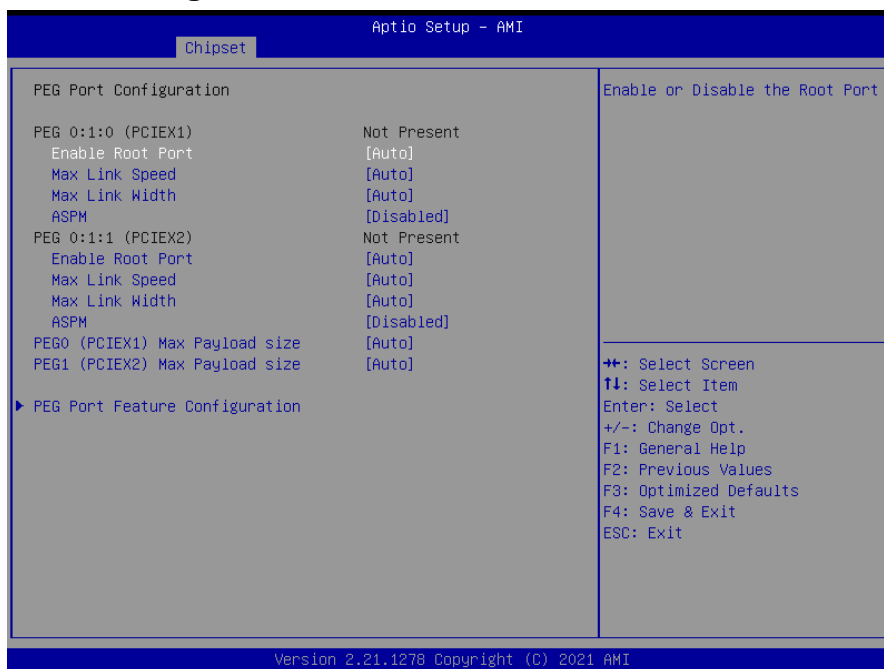 Aptio Setup - AMI
Chipset
PEG Port Configuration
PEG 0:1:0 (PCIEX1) Not Present
Enable Root Port [Auto]
Max Link Speed [Auto]
Max Link Width [Auto]
ASPM [Disabled]
PEG 0:1:1 (PCIEX2) Not Present
Enable Root Port [Auto]
Max Link Speed [Auto]
Max Link Width [Auto]
ASPM [Disabled]
PEG0 (PCIEX1) Max Payload size [Auto]
PEG1 (PCIEX2) Max Payload size [Auto]
PEG Port Feature Configuration
Enable or Disable the Root Port
→←: Select Screen
↑↓: Select Item
Enter: Select
+/-: Change Opt.
F1: General Help
F2: Previous Values
F3: Optimized Defaults
F4: Save & Exit
ESC: Exit
Version 2.21.1278 Copyright (C) 2021 AMI